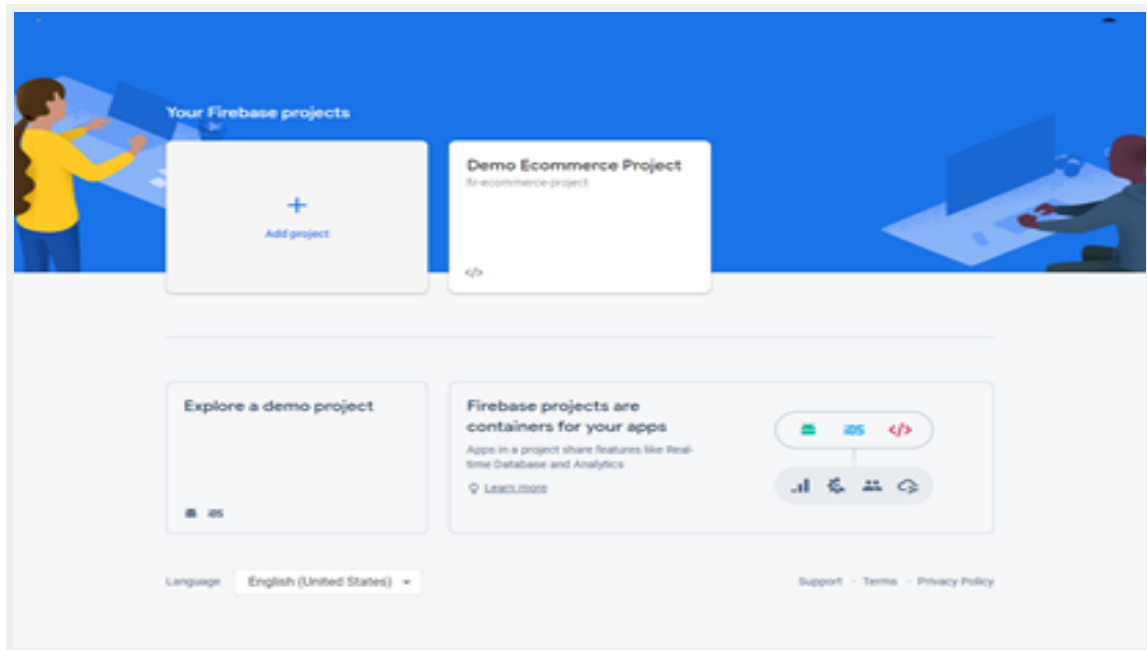 Your Firebase projects
+
Add project
Demo Ecommerce Project
fir-ecommerce-project
</>
Explore a demo project
iOS
Firebase projects are
containers for your apps
Apps in a project share features like Real-
time Database and Analytics
Learn more
iOS </>
Language
English (United States)
Support · Terms · Privacy Policy